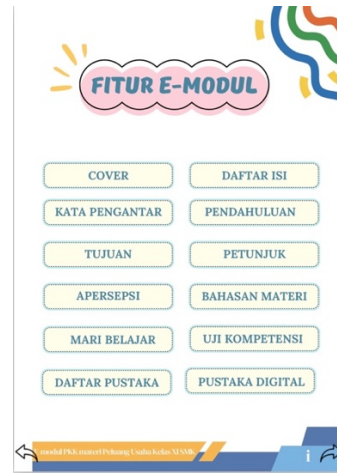 FITUR E-MODUL
COVER
DAFTAR ISI
KATA PENGANTAR
PENDAHULUAN
TUJUAN
PETUNJUK
APERSEPSI
BAHASAN MATERI
MARI BELAJAR
UJI KOMPETENSI
DAFTAR PUSTAKA
PUSTAKA DIGITAL
modul PKK materi Peluang Usaha Kelas XI SMK
i